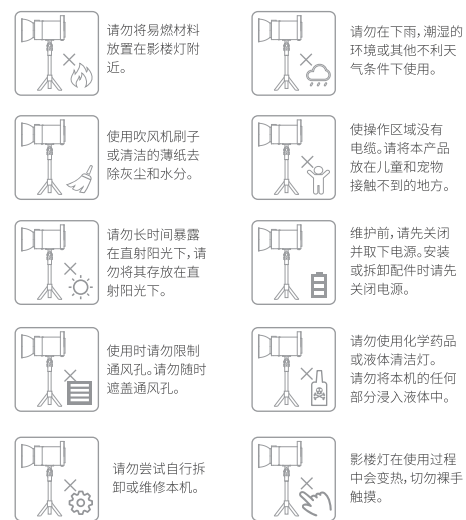 请勿将易燃材料
放置在影楼灯附
近。
请勿在下雨,潮湿的
环境或其他不利天
气条件下使用。
使用吹风机刷子
或清洁的薄纸去
除灰尘和水分。
使操作区域没有
电缆。请将本产品
放在儿童和宠物
接触不到的地方。
请勿长时间暴露
在直射阳光下,请
勿将其存放在直
射阳光下。
维护前,请先关闭
并取下电源。安装
或拆卸配件时请先
关闭电源。
使用时请勿限制
通风孔。请勿随时
遮盖通风孔。
请勿使用化学药品
或液体清洁灯。
请勿将本机的任何
部分浸入液体中。
请勿尝试自行拆
卸或维修本机。
影楼灯在使用过程
中会变热,切勿裸手
触摸。